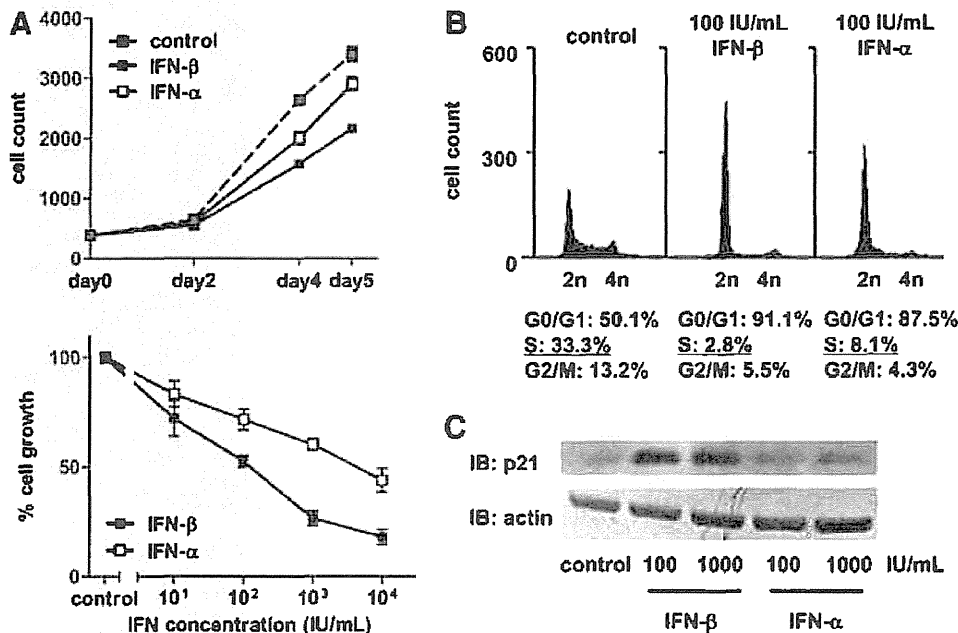 A
4000
3000
2000
1000
0
cell count
control
IFN-β
IFN-α
day0 day2 day4 day5
100
50
0
% cell growth
IFN-β
IFN-α
control 10¹ 10² 10³ 10⁴
IFN concentration (IU/mL)
B
600
300
0
cell count
control
100 IU/mL
IFN-β
100 IU/mL
IFN-α
2n 4n
2n 4n
2n 4n
G0/G1: 50.1%
S: 33.3%
G2/M: 13.2%
G0/G1: 91.1%
S: 2.8%
G2/M: 5.5%
G0/G1: 87.5%
S: 8.1%
G2/M: 4.3%
C
IB: p21
IB: actin
control 100 1000 100 1000 IU/mL
IFN-β IFN-α